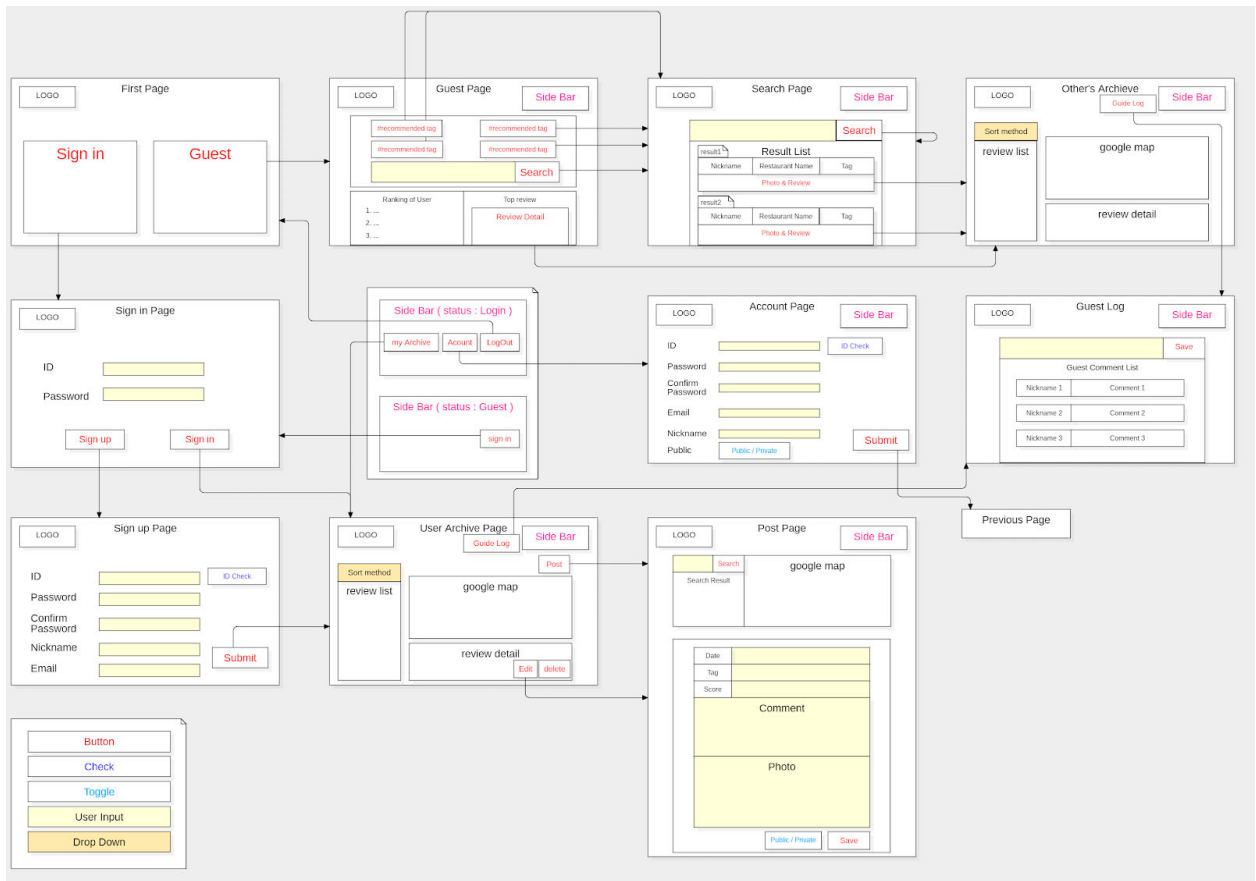 First Page
LOGO
Sign in
Guest
Guest Page
LOGO
Side Bar
#recommended tag
#recommended tag
#recommended tag
#recommended tag
Search
Ranking of User
1. ...
2. ...
3. ...
Top review
Review Detail
Search Page
LOGO
Side Bar
Search
Result List
result1
Nickname
Restaurant Name
Tag
Photo & Review
result2
Nickname
Restaurant Name
Tag
Photo & Review
Other's Archieve
LOGO
Guide Log
Side Bar
Sort method
review list
google map
review detail
Sign in Page
LOGO
ID
Password
Sign up
Sign in
Side Bar ( status : Login )
my Archive
Acount
LogOut
Side Bar ( status : Guest )
sign in
Account Page
LOGO
Side Bar
ID
ID Check
Password
Confirm
Password
Email
Nickname
Public
Public / Private
Submit
Guest Log
LOGO
Side Bar
Save
Guest Comment List
Nickname 1
Comment 1
Nickname 2
Comment 2
Nickname 3
Comment 3
Previous Page
Sign up Page
LOGO
ID
ID Check
Password
Confirm
Password
Nickname
Email
Submit
User Archive Page
LOGO
Guide Log
Side Bar
Post
Sort method
review list
google map
review detail
Edit
delete
Post Page
LOGO
Side Bar
Search
Search Result
google map
Date
Tag
Score
Comment
Photo
Public / Private
Save
Button
Check
Toggle
User Input
Drop Down